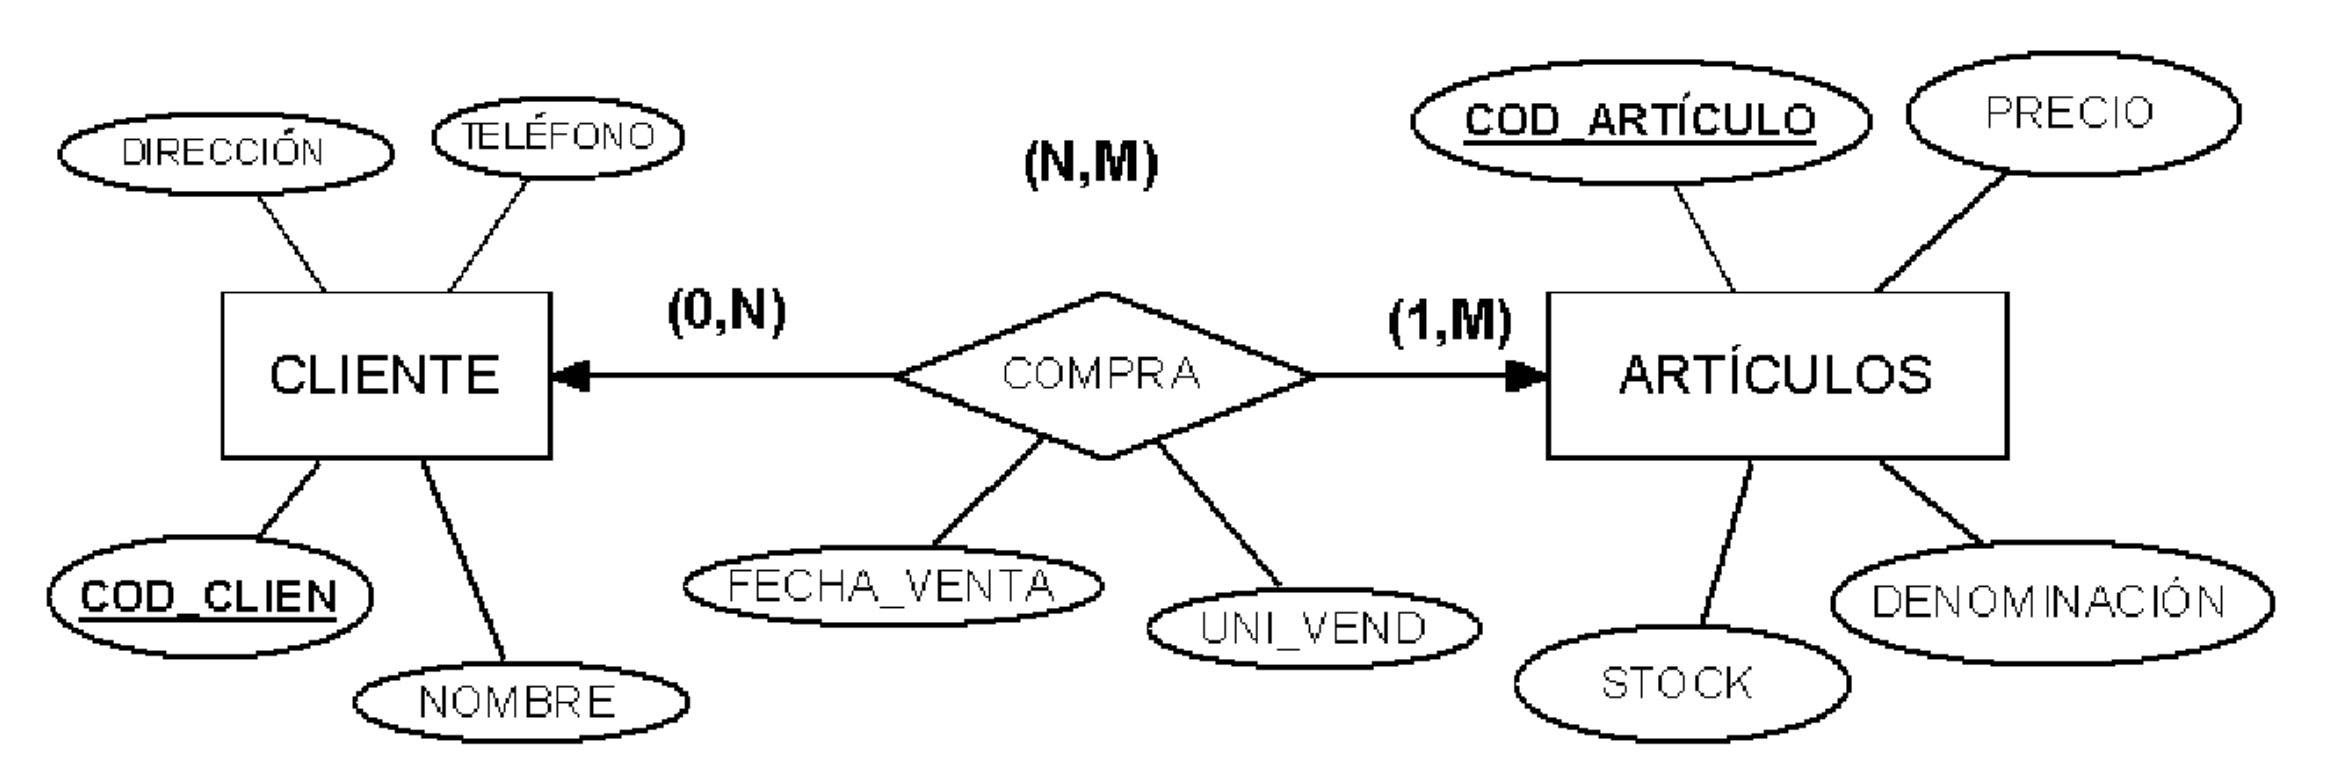 DIRECCIÓN
TELÉFONO
(N,M)
COD_ARTÍCULO
PRECIO
CLIENTE
(0,N)
COMPRA
(1,M)
ARTÍCULOS
COD_CLIEN
NOMBRE
FECHA_VENTA
UNI_VEND
STOCK
DENOMINACIÓN